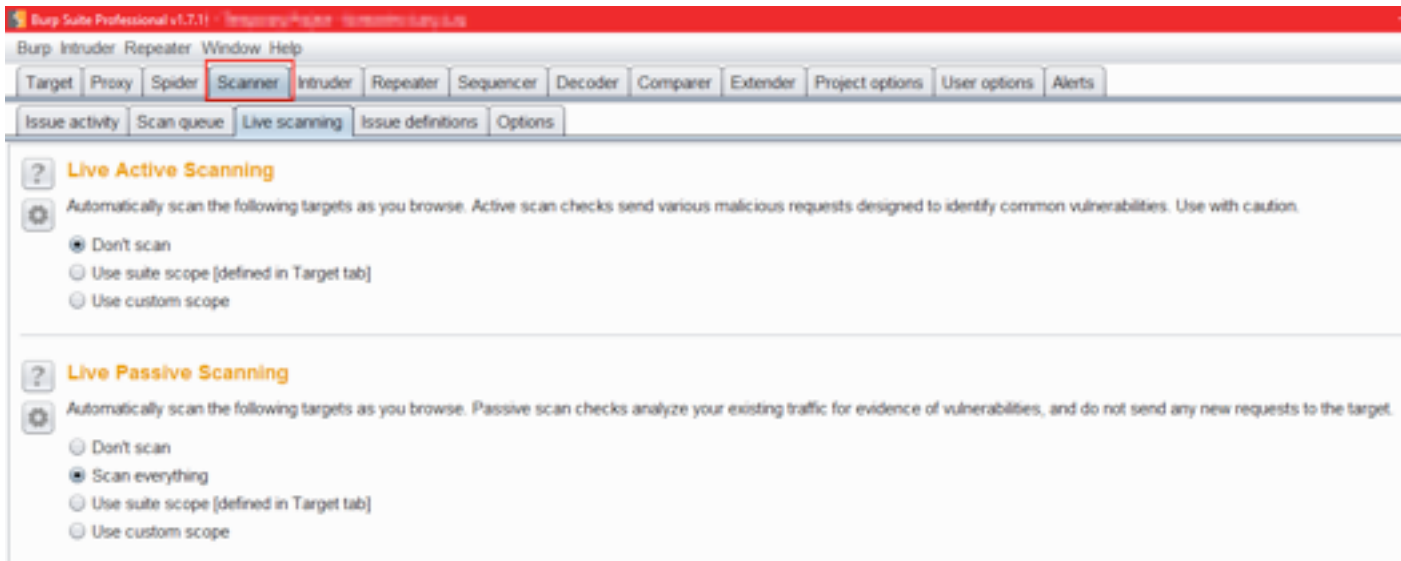 Burp Suite Professional v1.7.1
Burp Intruder Repeater Window Help
Target Proxy Spider Scanner Intruder Repeater Sequencer Decoder Comparer Extender Project options User options Alerts
Issue activity Scan queue Live scanning Issue definitions Options
? Live Active Scanning
Automatically scan the following targets as you browse. Active scan checks send various malicious requests designed to identify common vulnerabilities. Use with caution.
Don't scan
Use suite scope [defined in Target tab]
Use custom scope
? Live Passive Scanning
Automatically scan the following targets as you browse. Passive scan checks analyze your existing traffic for evidence of vulnerabilities, and do not send any new requests to the target.
Don't scan
Scan everything
Use suite scope [defined in Target tab]
Use custom scope